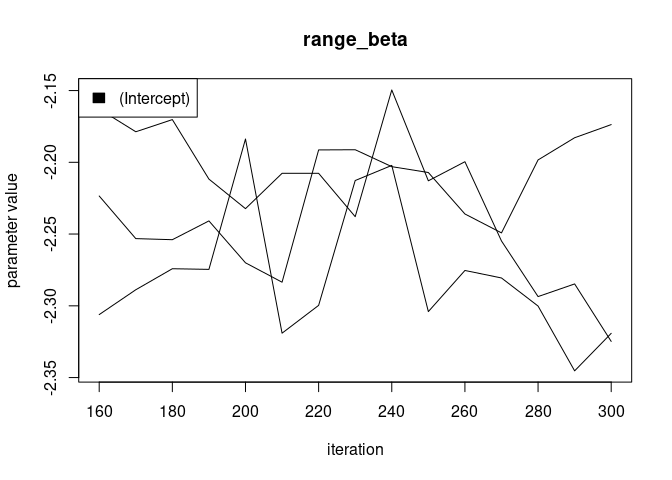 range_beta
(Intercept)
parameter value
-2.15
-2.20
-2.25
-2.30
-2.35
160 180 200 220 240 260 280 300
iteration